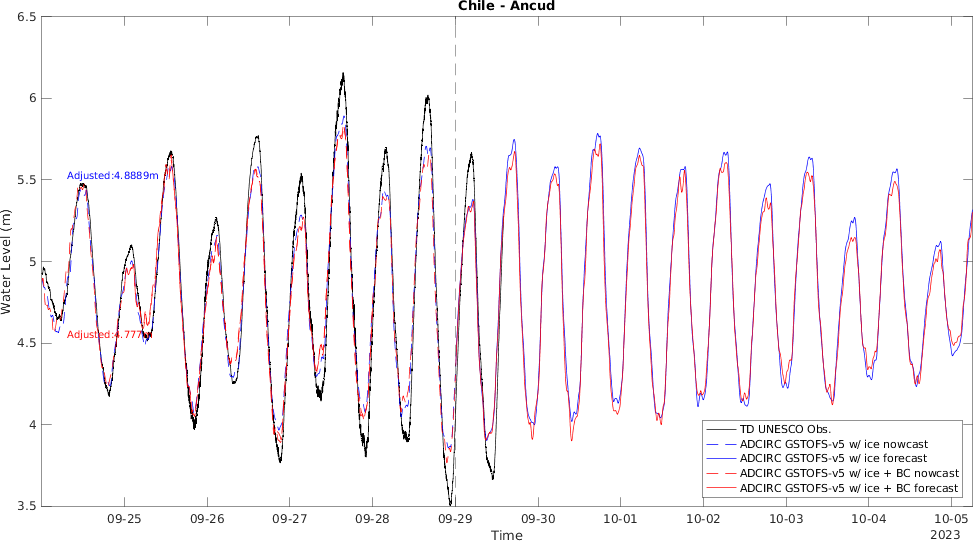 Chile - Ancud
6.5
6
5.5
5
4.5
4
3.5
Water Level (m)
Adjusted:4.8889m
Adjusted:4.777
TD UNESCO Obs.
ADCIRC GSTOFS-v5 w/ ice nowcast
ADCIRC GSTOFS-v5 w/ ice forecast
ADCIRC GSTOFS-v5 w/ ice + BC nowcast
ADCIRC GSTOFS-v5 w/ ice + BC forecast
09-25 09-26 09-27 09-28 09-29 09-30 10-01 10-02 10-03 10-04 10-05
Time
2023